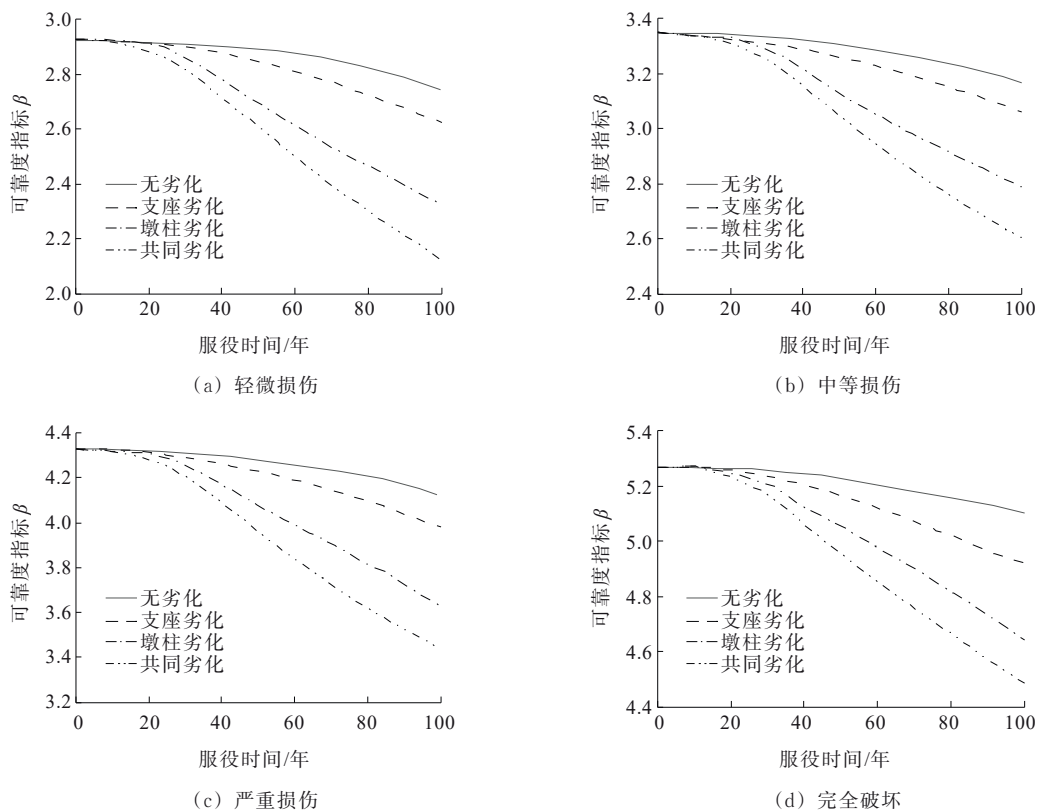 3.0
2.8
2.6
2.4
2.2
2.0
可靠度指标β
无劣化
支座劣化
墩柱劣化
共同劣化
0 20 40 60 80 100
服役时间/年
(a) 轻微损伤
3.4
3.2
3.0
2.8
2.6
2.4
可靠度指标β
无劣化
支座劣化
墩柱劣化
共同劣化
0 20 40 60 80 100
服役时间/年
(b) 中等损伤
4.4
4.2
4.0
3.8
3.6
3.4
3.2
可靠度指标β
无劣化
支座劣化
墩柱劣化
共同劣化
0 20 40 60 80 100
服役时间/年
(c) 严重损伤
5.4
5.2
5.0
4.8
4.6
4.4
可靠度指标β
无劣化
支座劣化
墩柱劣化
共同劣化
0 20 40 60 80 100
服役时间/年
(d) 完全破坏